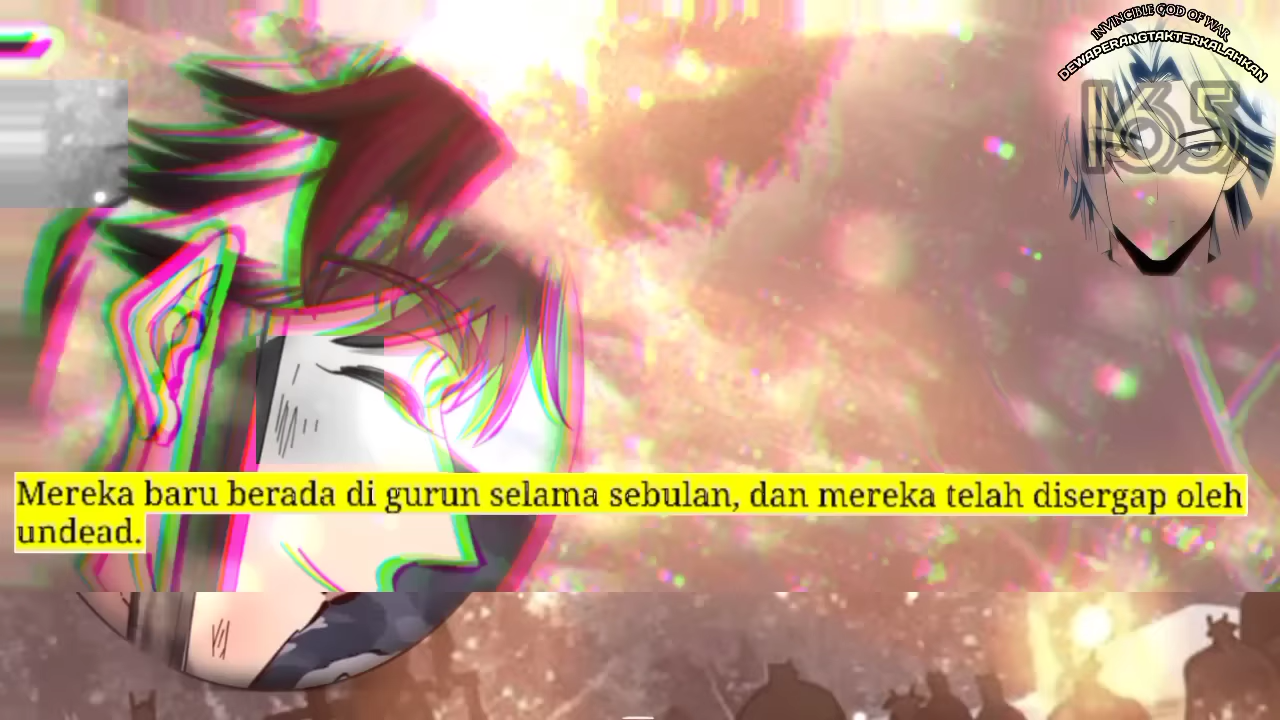 INVINCIBLE GOD OF WAR
DEWAPERANGTAKTERKALAHKAN
165
Mereka baru berada di gurun selama sebulan, dan mereka telah disergap oleh
undead.